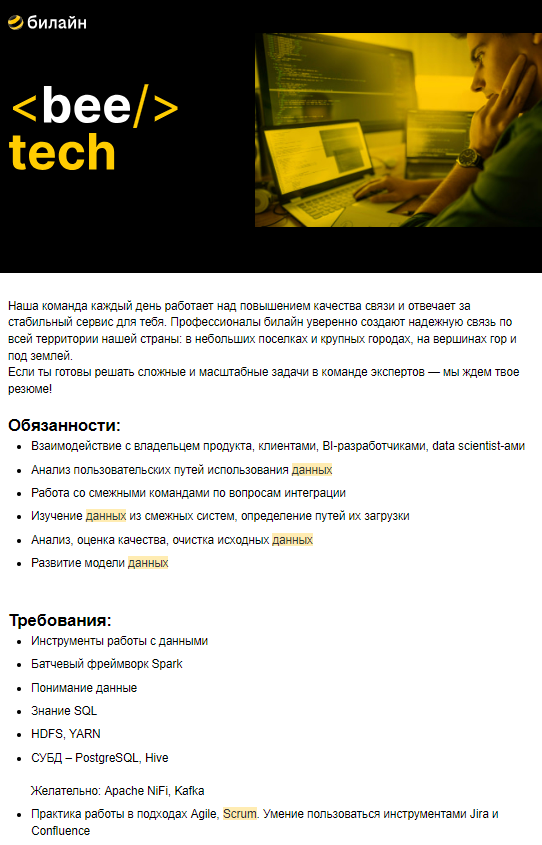 билайн
<bee/>
tech
Наша команда каждый день работает над повышением качества связи и отвечает за
стабильный сервис для тебя. Профессионалы билайн уверенно создают надежную связь по
всей территории нашей страны: в небольших поселках и крупных городах, на вершинах гор и
под землей.
Если ты готовы решать сложные и масштабные задачи в команде экспертов — мы ждем твое
резюме!
Обязанности:
• Взаимодействие с владельцем продукта, клиентами, BI-разработчиками, data scientist-ами
• Анализ пользовательских путей использования данных
• Работа со смежными командами по вопросам интеграции
• Изучение данных из смежных систем, определение путей их загрузки
• Анализ, оценка качества, очистка исходных данных
• Развитие модели данных
Требования:
• Инструменты работы с данными
• Батчевый фреймворк Spark
• Понимание данные
• Знание SQL
• HDFS, YARN
• СУБД – PostgreSQL, Hive
Желательно: Apache NiFi, Kafka
• Практика работы в подходах Agile, Scrum. Умение пользоваться инструментами Jira и
Confluence